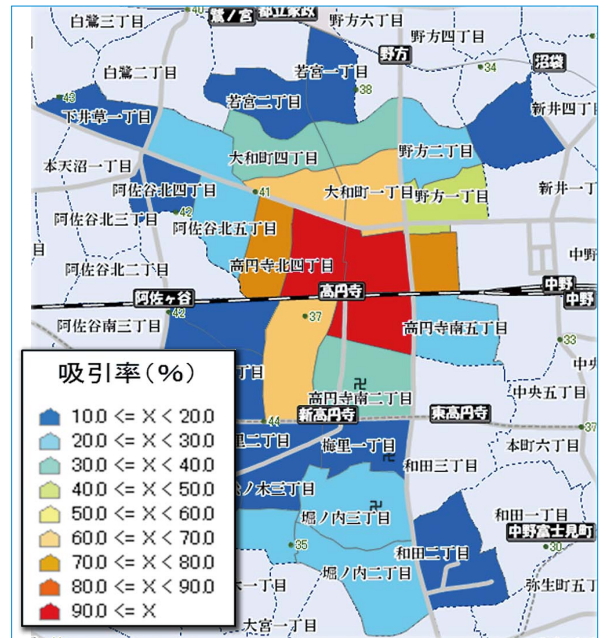 白鷺三丁目
40
鷺ノ宮
都立家政
野方六丁目
野方四丁目
野方
白鷺二丁目
若宮一丁目
34
沼袋
43
若宮二丁目
38
下井草一丁目
新井四丁
本天沼一丁目
大和町四丁目
野方二丁目
阿佐谷北四丁目
41
大和町一丁目
野方一丁目
新井一丁
阿佐谷北三丁目
42
阿佐谷北五丁目
目
阿佐谷北二丁目
高円寺北四丁目
中野
阿佐ヶ谷
高円寺
中野
中野
42
阿佐谷南三丁目
37
高円寺南五丁目
33
吸引率(%)
丁目
中央
高円寺南二丁目
中央五丁目
10.0 <= X < 20.0
新高円寺
東高円寺
37
44
20.0 <= X < 30.0
里二丁目
梅里一丁目
本町六丁目
30.0 <= X < 40.0
和田三丁目
40.0 <= X < 50.0
ノ木三丁目
50.0 <= X < 60.0
堀ノ内三丁目
和田一丁目
60.0 <= X < 70.0
中野富士見町
35
和田二丁目
30
70.0 <= X < 80.0
堀ノ内二丁目
80.0 <= X < 90.0
一丁目
弥生町五丁
90.0 <= X
大宮一丁目